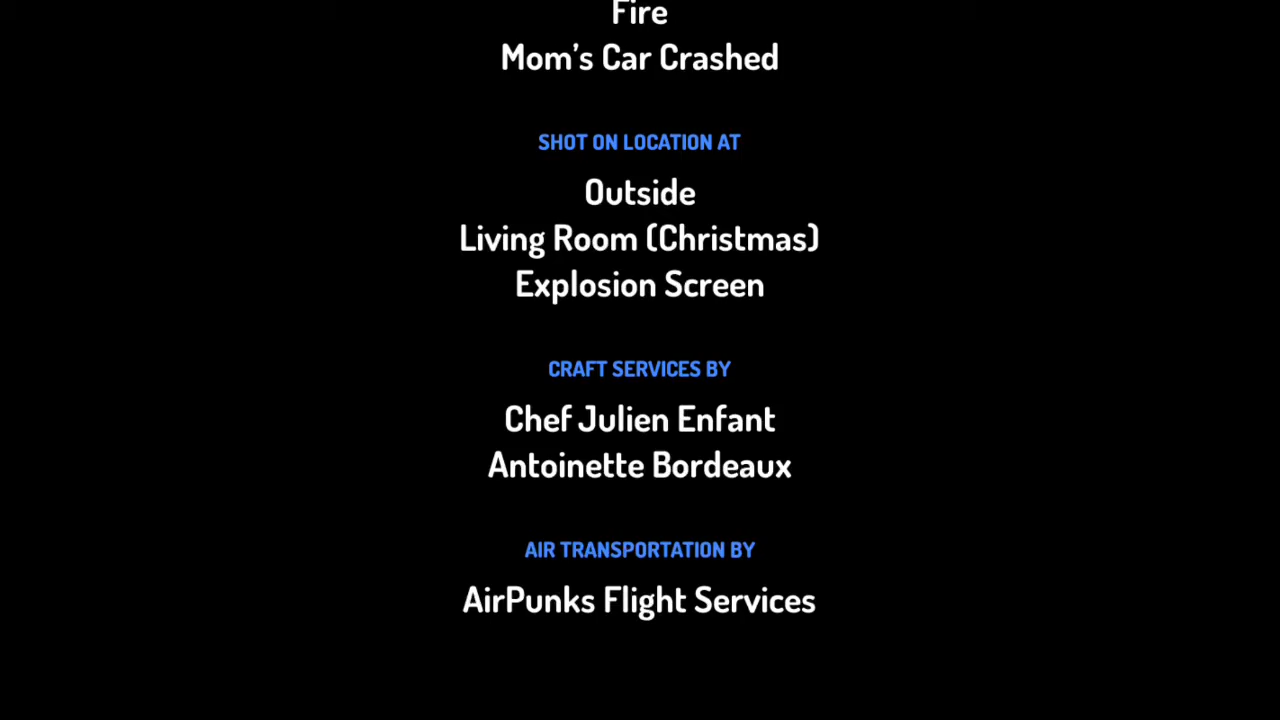 Fire
Mom’s Car Crashed
SHOT ON LOCATION AT
Outside
Living Room (Christmas)
Explosion Screen
CRAFT SERVICES BY
Chef Julien Enfant
Antoinette Bordeaux
AIR TRANSPORTATION BY
AirPunks Flight Services